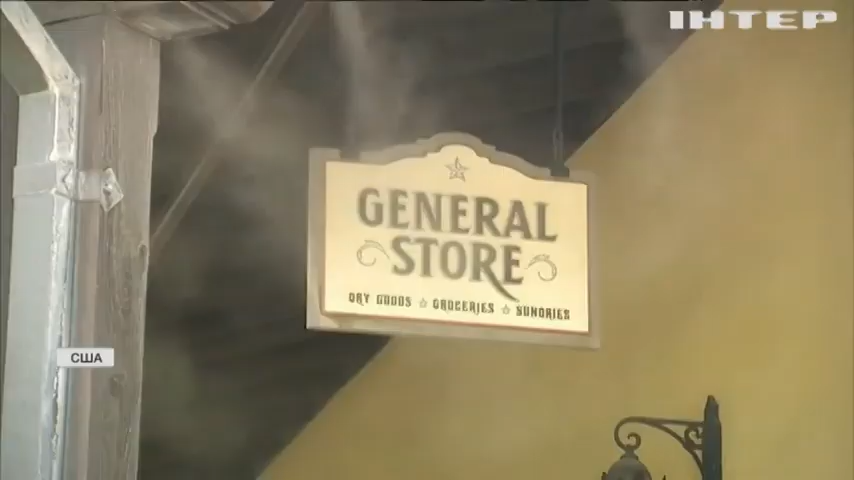 ІНТЕР
GENERAL
STORE
DRY GOODS ☆ GROCERIES ☆ SUNDRIES
США